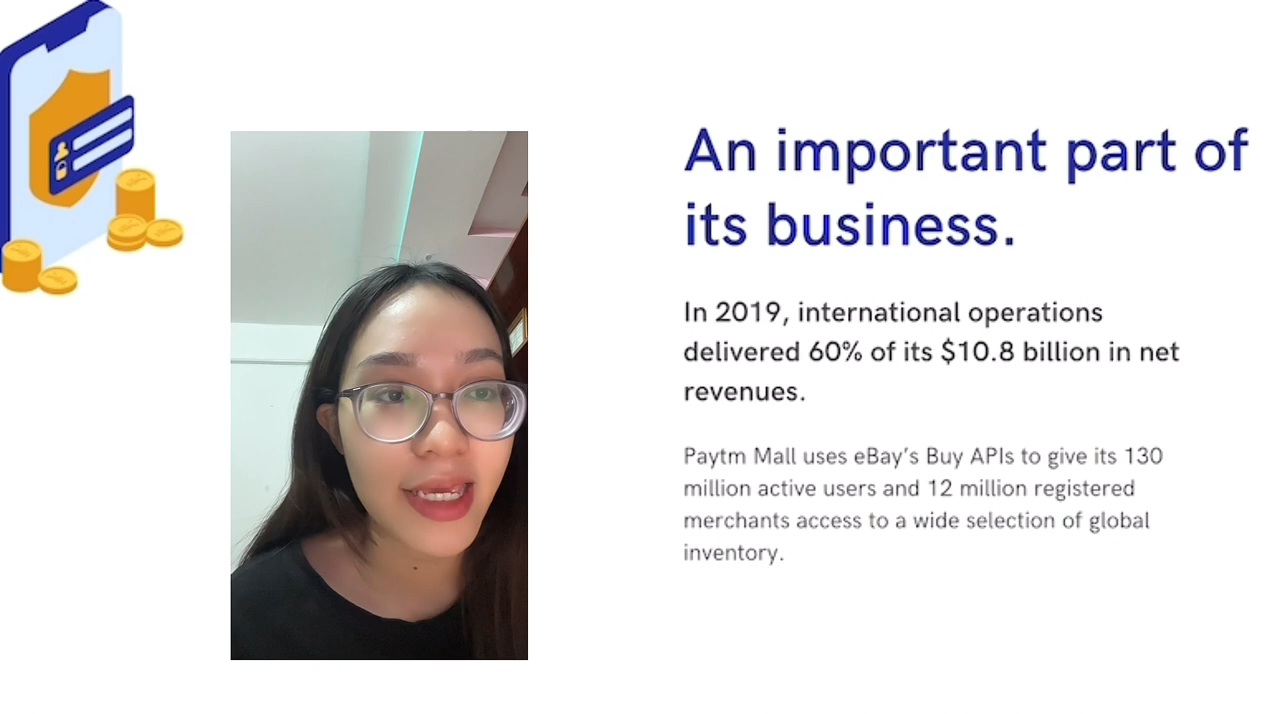 An important part of
its business.
In 2019, international operations
delivered 60% of its $10.8 billion in net
revenues.
Paytm Mall uses eBay’s Buy APIs to give its 130
million active users and 12 million registered
merchants access to a wide selection of global
inventory.